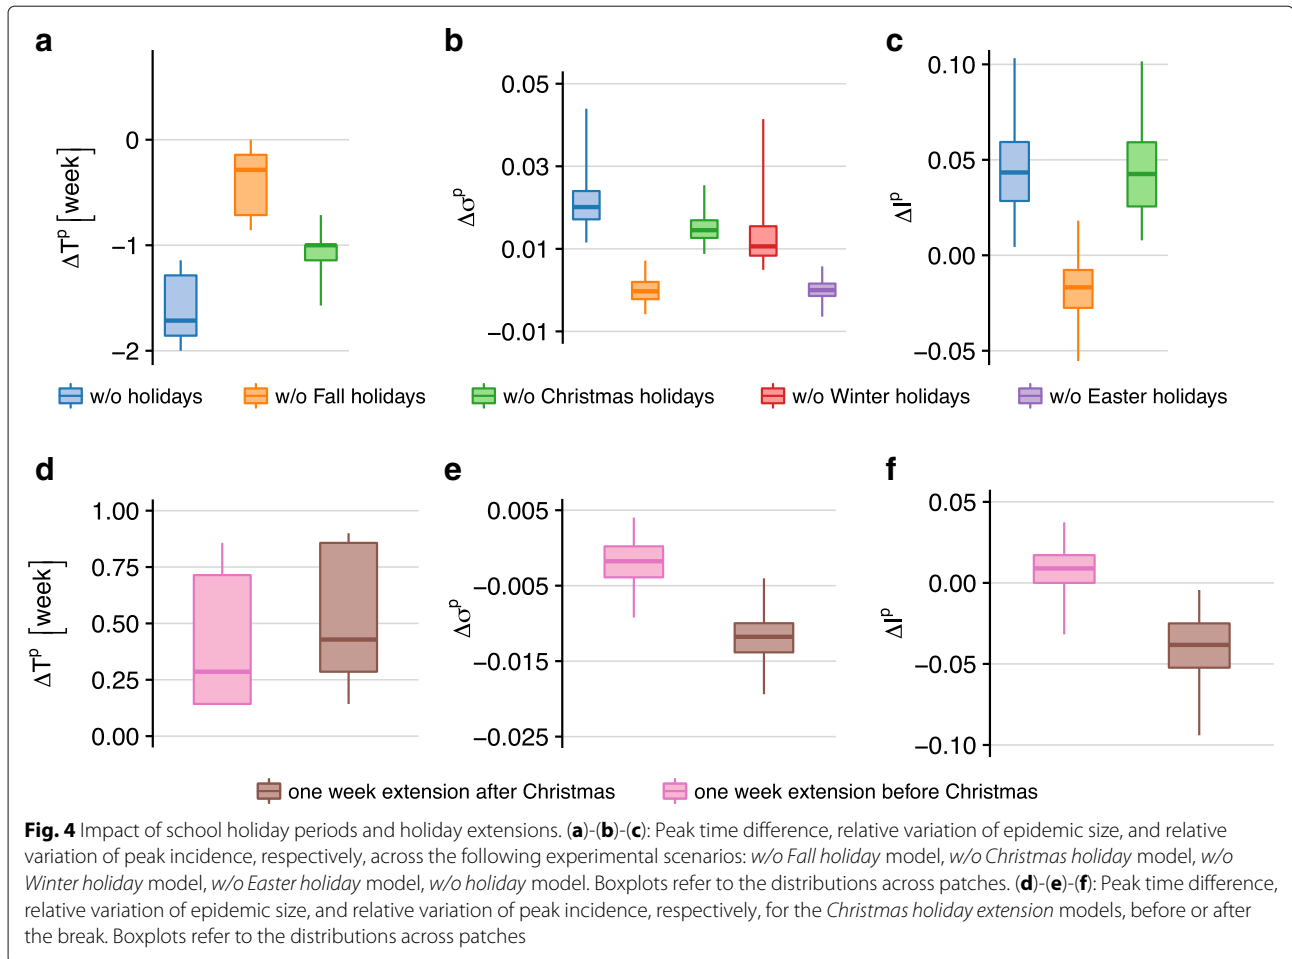 a
b
c
0
−1
−2
ΔTᵖ [week]
0.05
0.03
0.01
−0.01
Δσᵖ
0.10
0.05
0.00
−0.05
ΔIᵖ
w/o holidays
w/o Fall holidays
w/o Christmas holidays
w/o Winter holidays
w/o Easter holidays
d
e
f
1.00
0.75
0.50
0.25
0.00
ΔTᵖ [week]
0.005
−0.005
−0.015
−0.025
Δσᵖ
0.05
0.00
−0.05
−0.10
ΔIᵖ
one week extension after Christmas
one week extension before Christmas
Fig. 4 Impact of school holiday periods and holiday extensions. (a)-(b)-(c): Peak time difference, relative variation of epidemic size, and relative
variation of peak incidence, respectively, across the following experimental scenarios: w/o Fall holiday model, w/o Christmas holiday model, w/o
Winter holiday model, w/o Easter holiday model, w/o holiday model. Boxplots refer to the distributions across patches. (d)-(e)-(f): Peak time difference,
relative variation of epidemic size, and relative variation of peak incidence, respectively, for the Christmas holiday extension models, before or after
the break. Boxplots refer to the distributions across patches